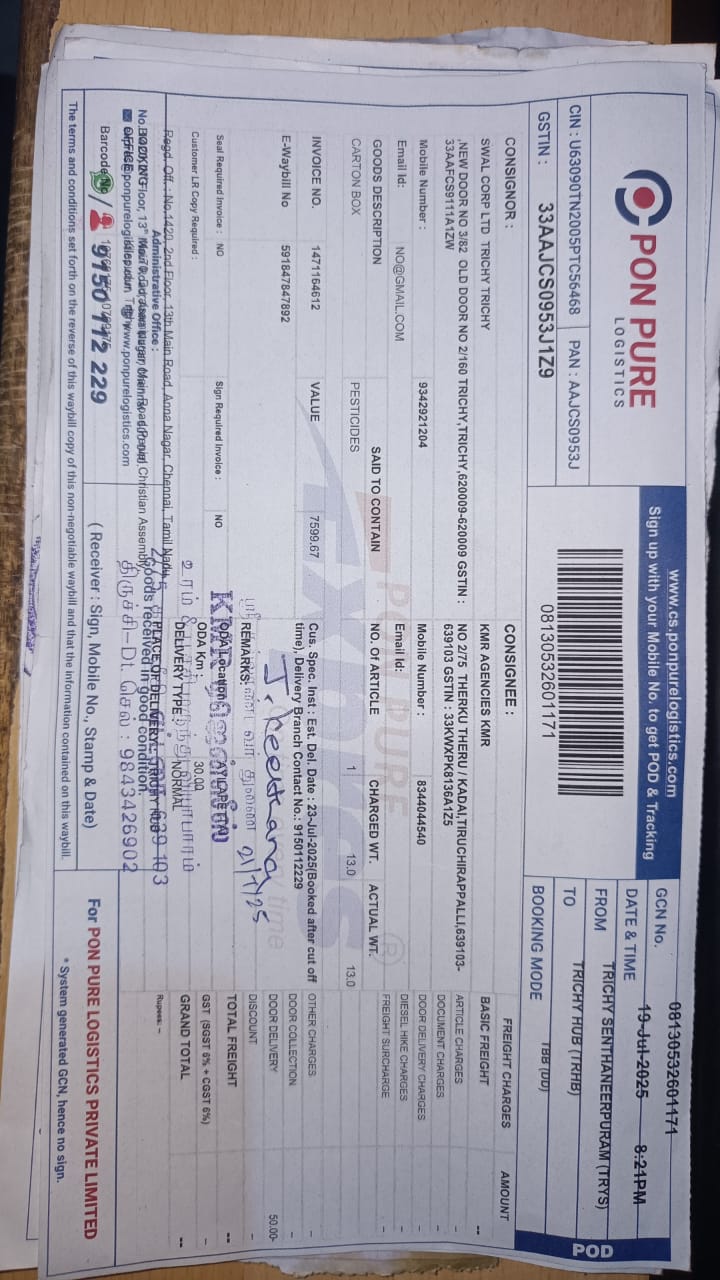 PON PURE
LOGISTICS
CIN : U63090TN2005PTC56468 PAN : AAJCS0953J
GSTIN : 33AAJCS0953J1Z9
www.cs.ponpurelogistics.com
Sign up with your Mobile No. to get POD & Tracking
08130532601171
GCN No. 08130532601171
DATE & TIME 19-Jul-2025 8:21PM
FROM TRICHY SENTHANEERPURAM (TRYS)
TO TRICHY HUB (TRHB)
BOOKING MODE TBB (DD)
POD
CONSIGNOR :
SWAL CORP LTD TRICHY TRICHY
,NEW DOOR NO 3/82 OLD DOOR NO 2/160 TRICHY,TRICHY,620009-620009 GSTIN :
33AAFCS9111A1ZW
Mobile Number : 9342921204
Email Id: NO@GMAIL.COM
CONSIGNEE :
KMR AGENCIES KMR
NO 2/75 THERKU THERU / KADAI,TIRUCHIRAPPALLI,639103-
639103 GSTIN : 33KWXPK8136A1Z5
Mobile Number : 8344044540
Email Id:
GOODS DESCRIPTION SAID TO CONTAIN NO. OF ARTICLE CHARGED WT. ACTUAL WT.
CARTON BOX PESTICIDES 1 13.0 13.0
INVOICE NO. 1471164612 VALUE 7599.67
E-Waybill No 591847847892
Cus. Spec. Inst : Est. Del. Date : 23-Jul-2025(Booked after cut off
time), Delivery Branch Contact No.: 9150112229
J. Keerthana
21/7/25
REMARKS:
Seal Required Invoice : NO Sign Required Invoice : NO
ODA Location
ODA Km : 30.00
Customer LR Copy Required :
DELIVERY TYPE : NORMAL
FREIGHT CHARGES AMOUNT
BASIC FREIGHT --
ARTICLE CHARGES -
DOCUMENT CHARGES -
DOOR DELIVERY CHARGES -
DIESEL HIKE CHARGES -
FREIGHT SURCHARGE -
OTHER CHARGES -
DOOR COLLECTION -
DOOR DELIVERY 50.00
DISCOUNT -
TOTAL FREIGHT --
GST (SGST 6% + CGST 6%) -
GRAND TOTAL --
Rupees: -
Regd. Off. : No.1420, 2nd Floor, 13th Main Road, Anna Nagar, Chennai, Tamil Nadu
Administrative Office :
Goods received in good condition.
639 103
திருச்சி-Dt. செல் : 9843426902
Barcode No
9150 112 229
( Receiver : Sign, Mobile No., Stamp & Date)
The terms and conditions set forth on the reverse of this waybill copy of this non-negotiable waybill and that the information contained on this waybill.
For PON PURE LOGISTICS PRIVATE LIMITED
* System generated GCN, hence no sign.